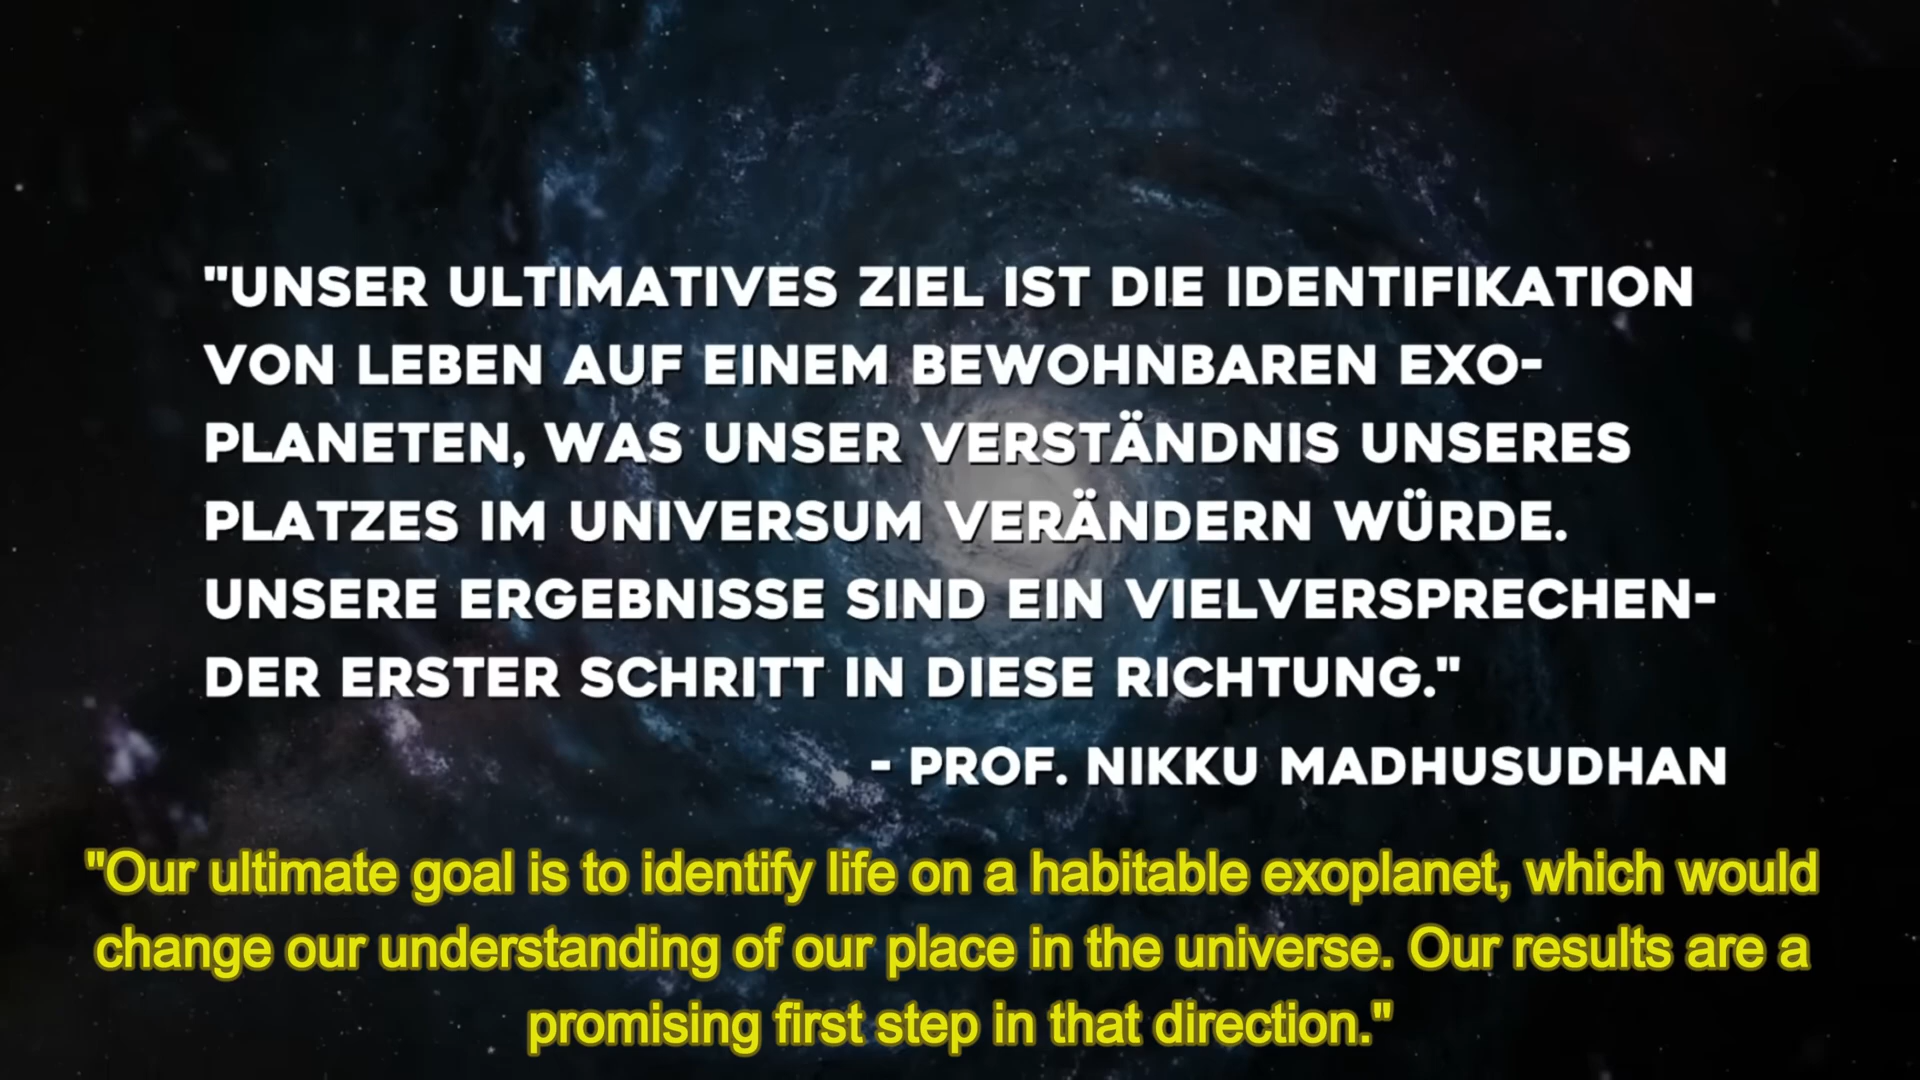 "UNSER ULTIMATIVES ZIEL IST DIE IDENTIFIKATION
VON LEBEN AUF EINEM BEWOHNBAREN EXO-
PLANETEN, WAS UNSER VERSTÄNDNIS UNSERES
PLATZES IM UNIVERSUM VERÄNDERN WÜRDE.
UNSERE ERGEBNISSE SIND EIN VIELVERSPRECHEN-
DER ERSTER SCHRITT IN DIESE RICHTUNG."
- PROF. NIKKU MADHUSUDHAN
"Our ultimate goal is to identify life on a habitable exoplanet, which would
change our understanding of our place in the universe. Our results are a
promising first step in that direction."